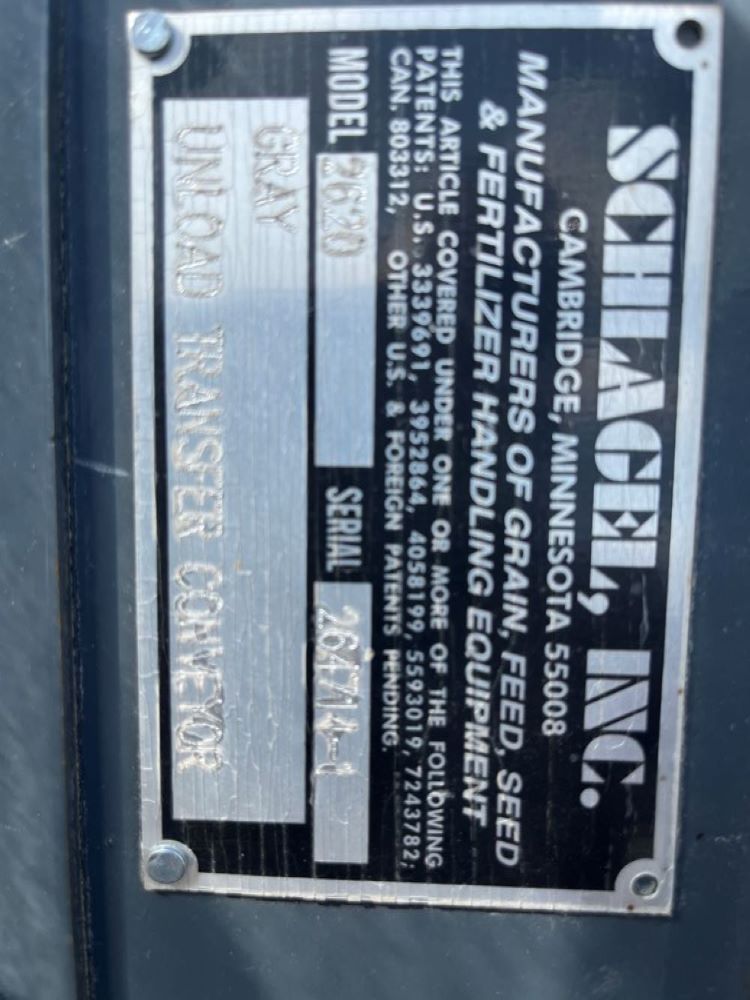 SCHLAGEL, INC.
CAMBRIDGE, MINNESOTA 55008
MANUFACTURERS OF GRAIN, FEED, SEED
& FERTILIZER HANDLING EQUIPMENT
THIS ARTICLE COVERED UNDER ONE OR MORE OF THE FOLLOWING
PATENTS: U.S. 3339691, 3952864, 4058199, 5593019, 7243782;
CAN. 803312, OTHER U.S. & FOREIGN PATENTS PENDING.
MODEL 2620 SERIAL 264714-1
GRAY
UNLOAD TRANSFER CONVEYOR